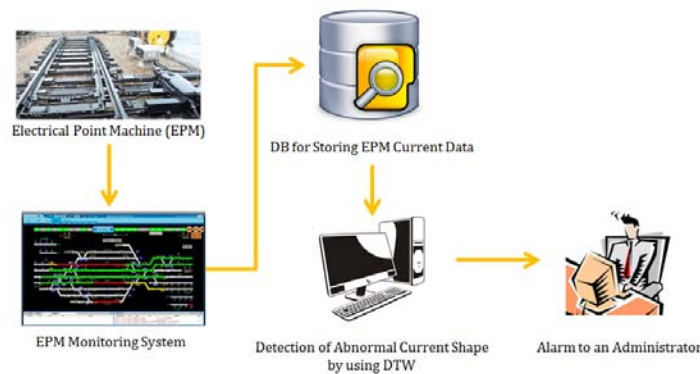 Electrical Point Machine (EPM)
DB for Storing EPM Current Data
EPM Monitoring System
Detection of Abnormal Current Shape
by using DTW
Alarm to an Administrator